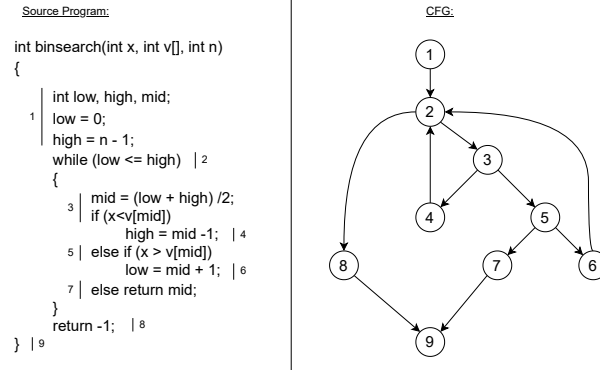 Source Program:
int binsearch(int x, int v[], int n)
{
int low, high, mid;
1 low = 0;
high = n - 1;
while (low <= high) 2
{
mid = (low + high) /2;
3
if (x<v[mid])
high = mid -1; 4
5 else if (x > v[mid])
low = mid + 1; 6
7 else return mid;
}
return -1; 8
} 9
CFG:
1
2
3
4
5
8
7
6
9